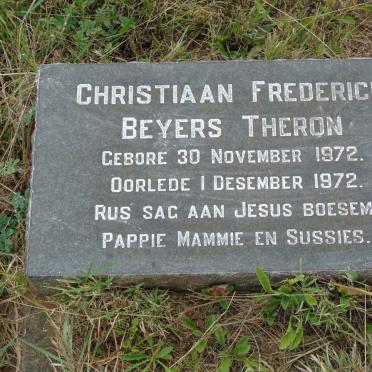 CHRISTIAAN FREDERICK
BEYERS THERON
GEBORE 30 NOVEMBER 1972.
OORLEDE 1 DESEMBER 1972.
RUS SAG AAN JESUS BOESEM
PAPPIE MAMMIE EN SUSSIES.